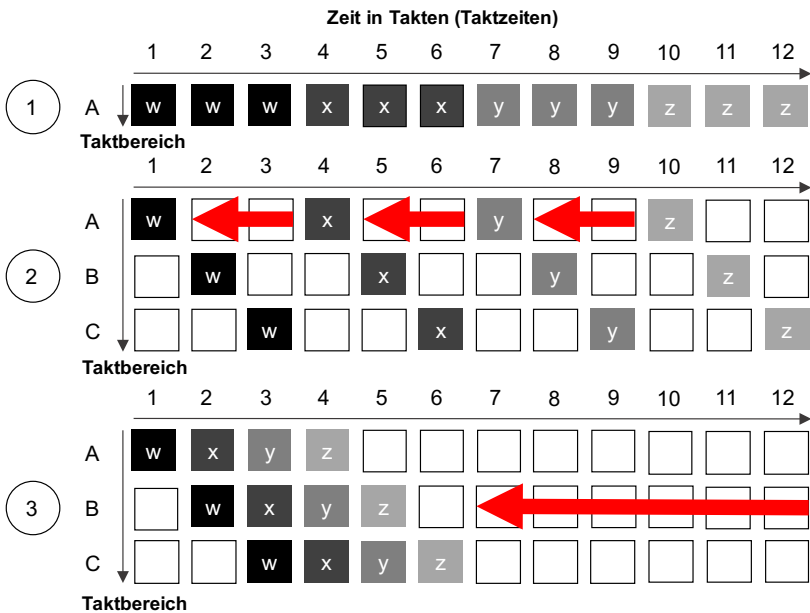 Zeit in Takten (Taktzeiten)
1 2 3 4 5 6 7 8 9 10 11 12
1 A w w w x x x y y y z z z
Taktbereich
1 2 3 4 5 6 7 8 9 10 11 12
A w x y z
2 B w x y z
C w x y z
Taktbereich
1 2 3 4 5 6 7 8 9 10 11 12
A w x y z
3 B w x y z
C w x y z
Taktbereich